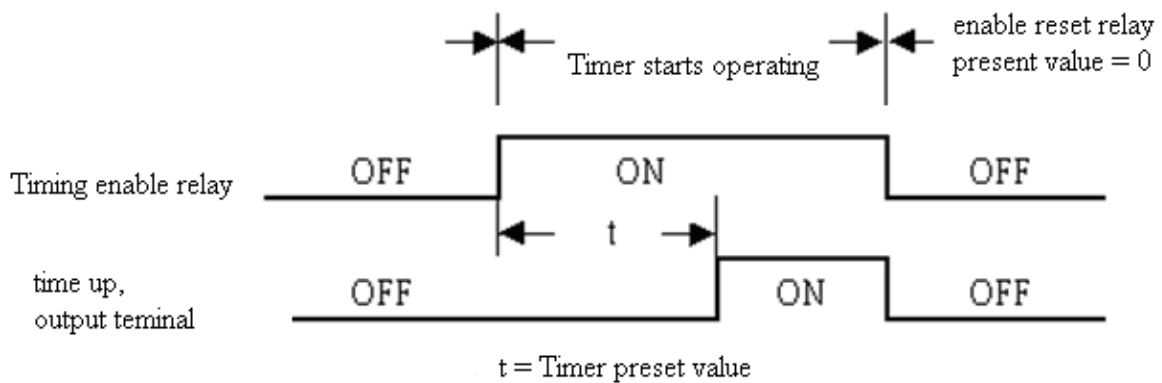 enable reset relay
present value = 0
Timer starts operating
OFF
ON
OFF
Timing enable relay
t
time up,
output teminal
OFF
ON
OFF
t = Timer preset value